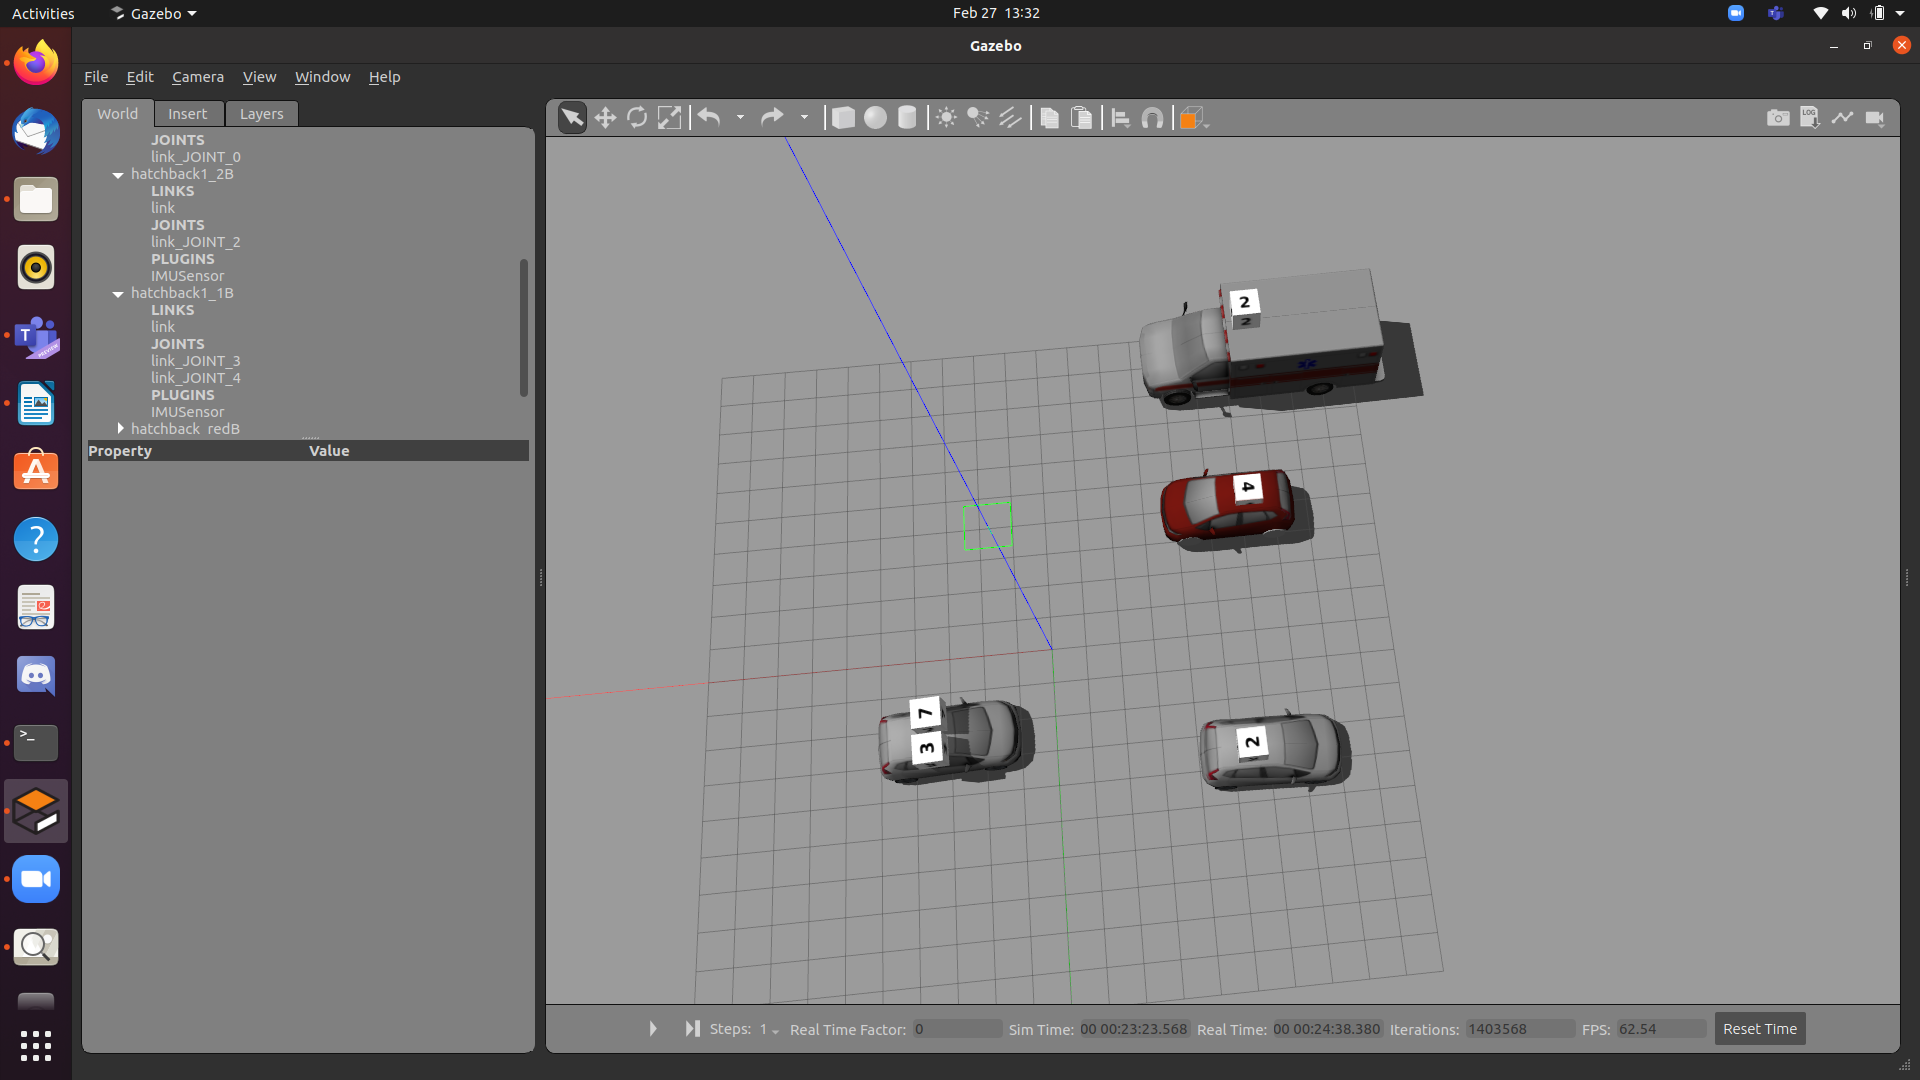 Activities
Gazebo
Feb 27 13:32
Gazebo
File Edit Camera View Window Help
World Insert Layers
JOINTS
link_JOINT_0
hatchback1_2B
LINKS
link
JOINTS
link_JOINT_2
PLUGINS
IMUSensor
hatchback1_1B
LINKS
link
JOINTS
link_JOINT_3
link_JOINT_4
PLUGINS
IMUSensor
hatchback_redB
Property Value
LOG
2
2
4
7
3
2
T
PREVIEW
>_
?
Steps: 1 Real Time Factor: 0 Sim Time: 00 00:23:23.568 Real Time: 00 00:24:38.380 Iterations: 1403568 FPS: 62.54 Reset Time